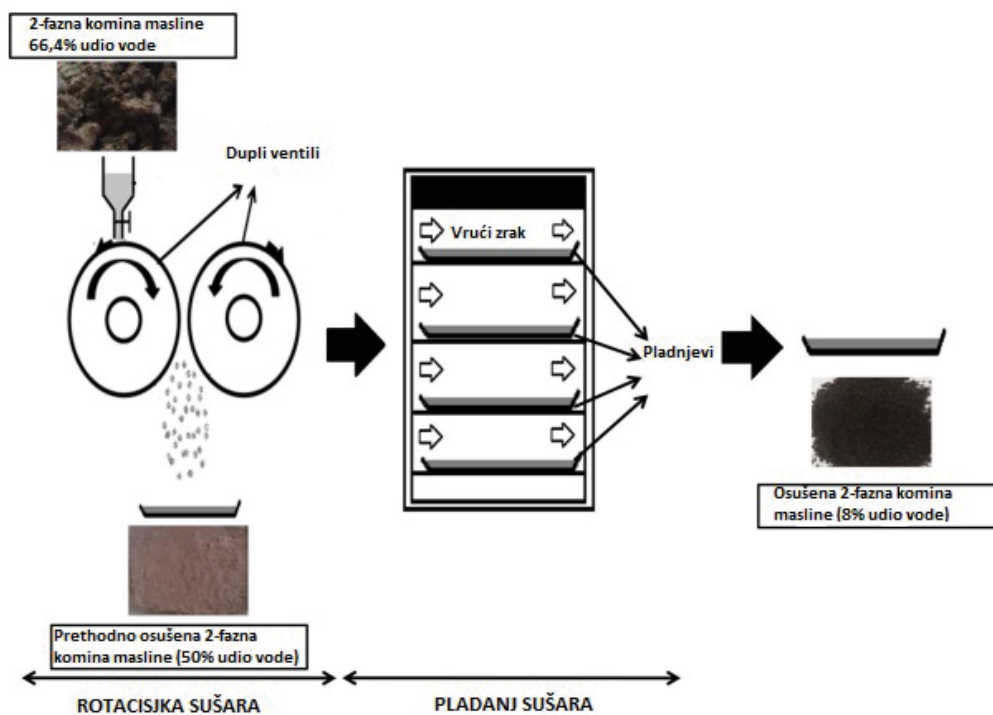 2-fazna komina masline
66,4% udio vode
Dupli ventili
Vrući zrak
Pladnjevi
Prethodno osušena 2-fazna
komina masline (50% udio vode)
Osušena 2-fazna komina
masline (8% udio vode)
ROTACISJKA SUŠARA
PLADANJ SUŠARA